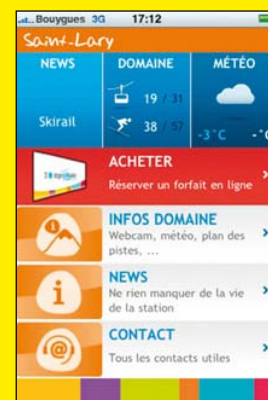 Bouygues 3G 17:12
Saint-Lary
NEWS DOMAINE MÉTÉO
19 / 31
Skirail 38 / 57 -3°C
ACHETER
Réserver un forfait en ligne
INFOS DOMAINE
Webcam, météo, plan des
pistes, ...
NEWS
Ne rien manquer de la vie
de la station
CONTACT
Tous les contacts utiles